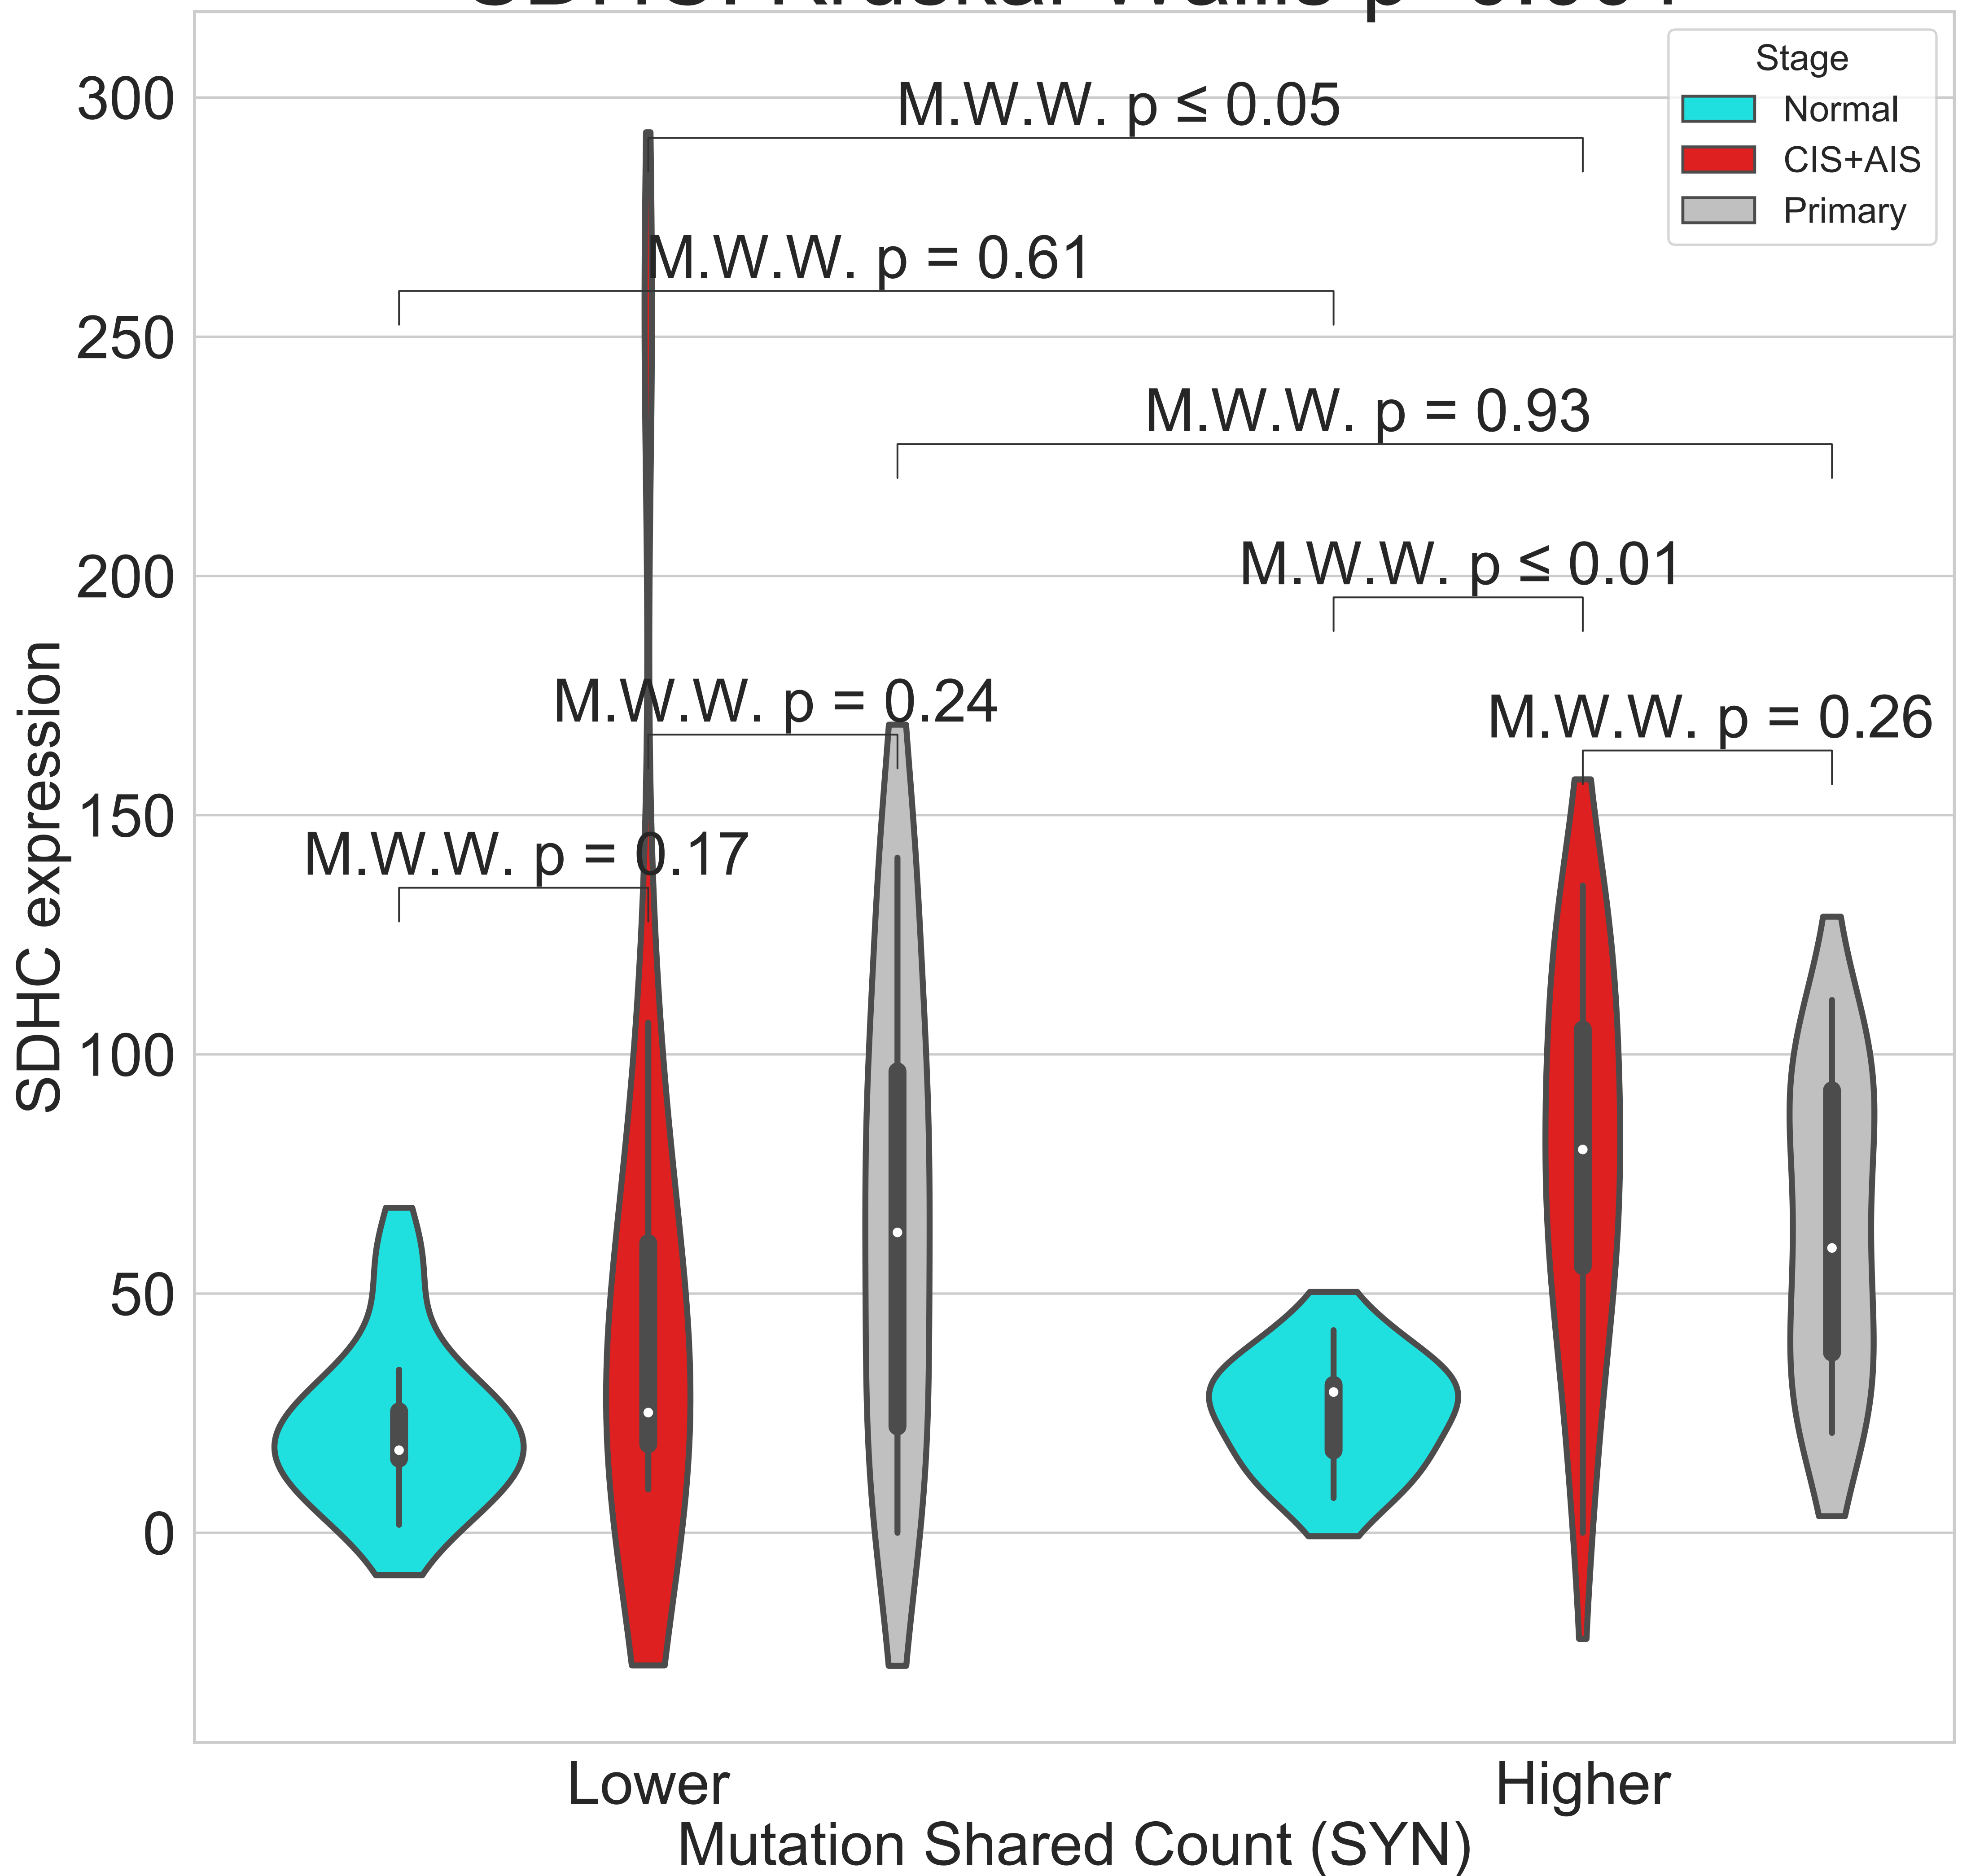 300
250
200
150
100
50
0
SDHC expression
M.W.W. p ≤ 0.05
M.W.W. p = 0.61
M.W.W. p = 0.93
M.W.W. p ≤ 0.01
M.W.W. p = 0.24
M.W.W. p = 0.26
M.W.W. p = 0.17
Stage
Normal
CIS+AIS
Primary
Lower
Higher
Mutation Shared Count (SYN)